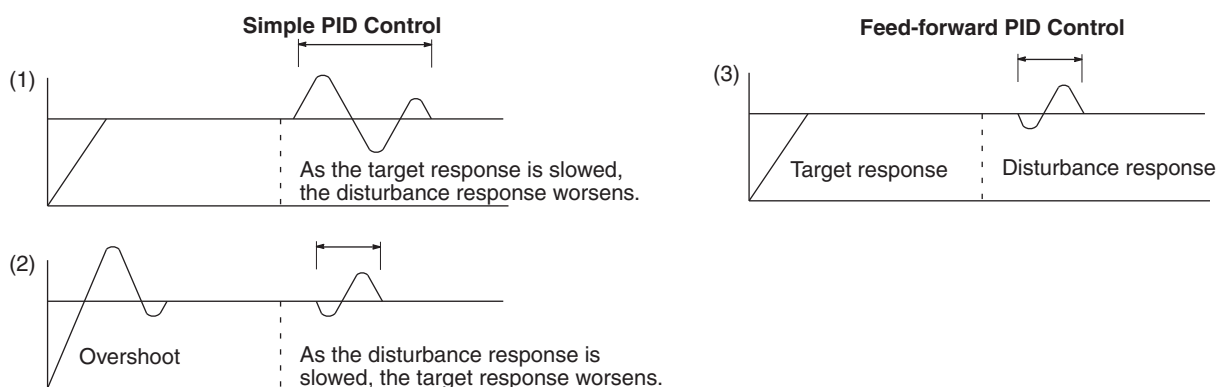 Simple PID Control
(1)
As the target response is slowed,
the disturbance response worsens.
(2)
Overshoot
As the disturbance response is
slowed, the target response worsens.
Feed-forward PID Control
(3)
Target response
Disturbance response